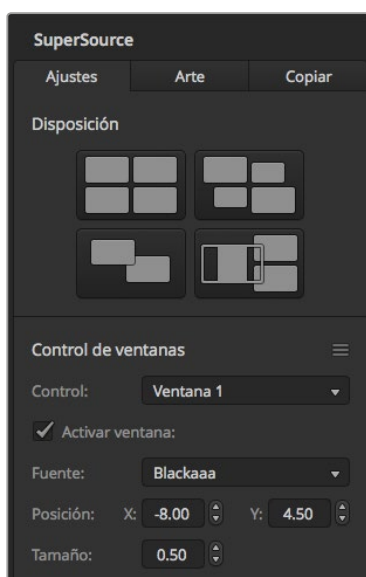 SuperSource
Ajustes Arte Copiar
Disposición
Control de ventanas
Control: Ventana 1
Activar ventana:
Fuente: Blackaaa
Posición: X: -8.00 Y: 4.50
Tamaño: 0.50